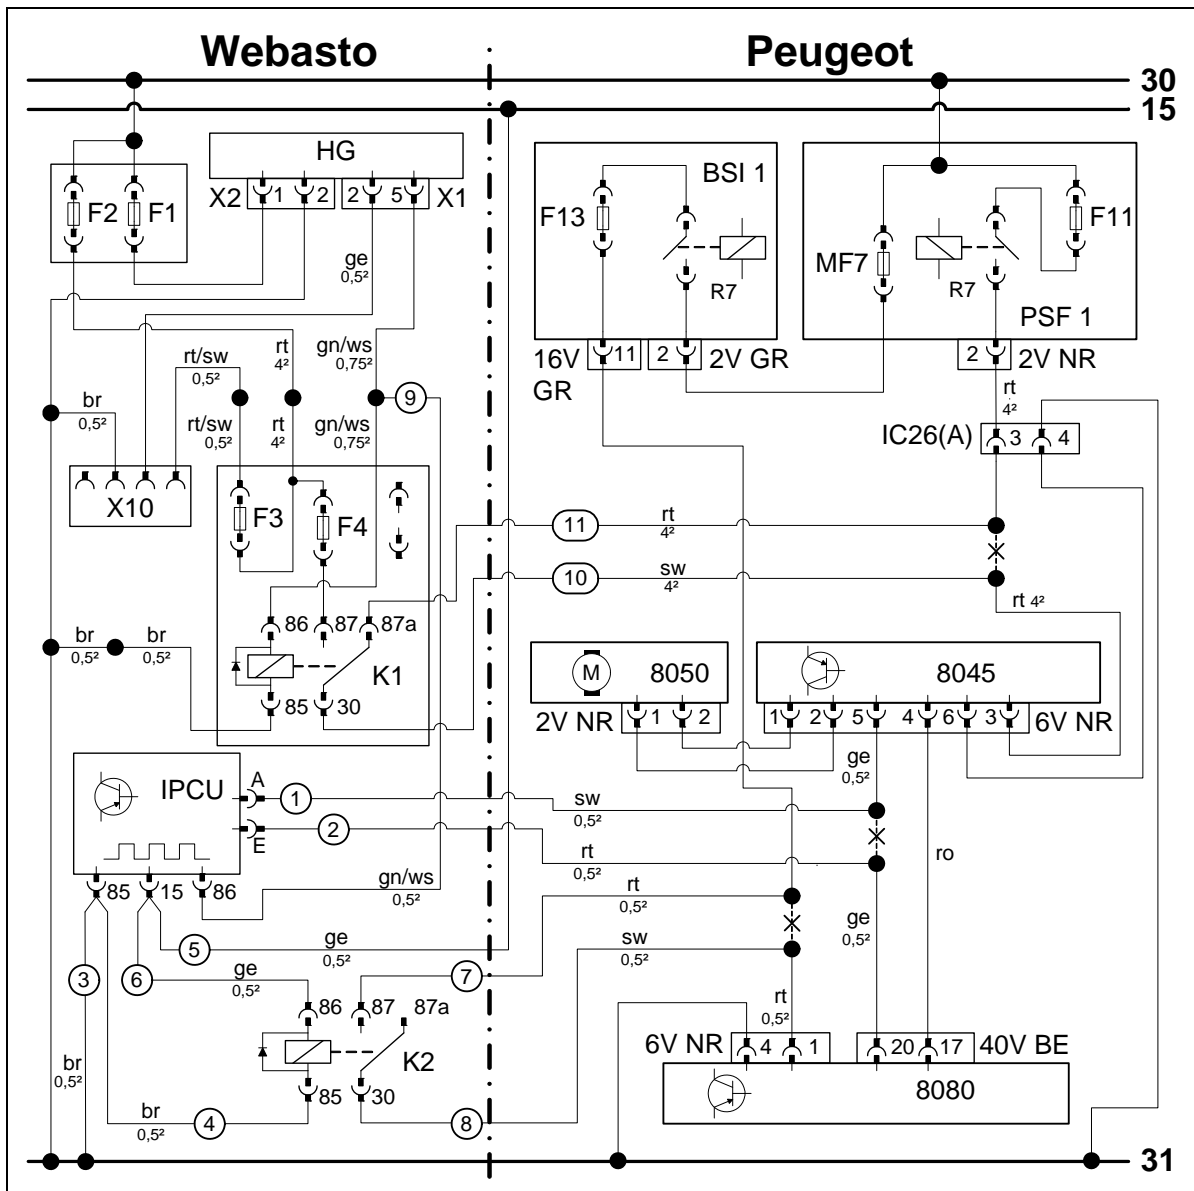 Webasto Peugeot
30
15
HG
X2 1 2 2 5 X1
F2 F1
ge
0,5²
BSI 1
F13
R7
MF7
F11
R7
PSF 1
16V GR 11 2 2V GR
2 2V NR
rt
4²
IC26(A) 3 4
rt/sw
0,5²
rt
4²
gn/ws
0,75²
9
br
0,5²
rt/sw
0,5²
rt
4²
gn/ws
0,75²
X10
F3 F4
11 rt
4²
10 sw
4²
rt 4²
86 87 87a
K1
85 30
br
0,5²
br
0,5²
M 8050
2V NR 1 2
8045
1 2 5 4 6 3 6V NR
ge
0,5²
IPCU A
E
1 sw
0,5²
2 rt
0,5²
ro
85 15 86
gn/ws
0,5²
rt
0,5²
ge
0,5²
5 ge
0,5²
sw
0,5²
3 6 ge
0,5²
7
86 87 87a
K2
85 30
rt
0,5²
br
0,5²
br
0,5²
4 8
6V NR 4 1 20 17 40V BE
8080
31